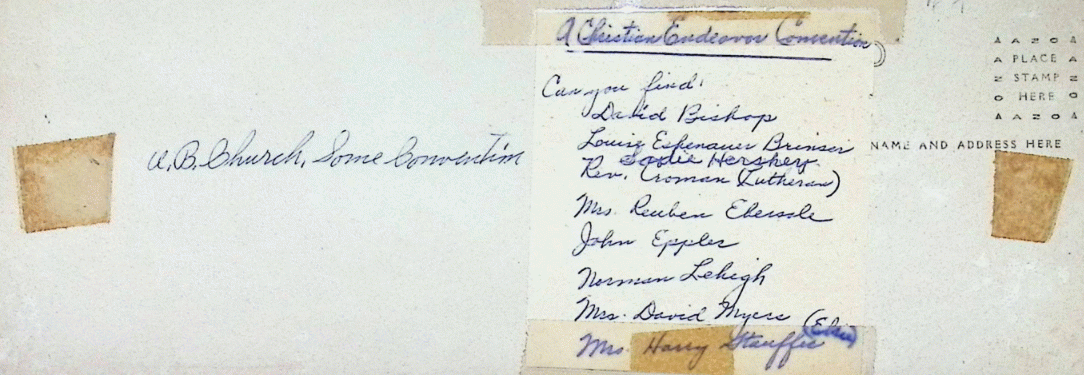 A Christian Endeavor Convention
Can you find:
David Bishop
Louise Espenauer Brinser
Sadie Hershey
Rev. Croman (Lutheran)
Mrs. Reuben Ebersole
John Eppler
Norman Lehigh
Mrs. David Myers (Elsie)
Mrs. Harry Stauffer
U.B. Church, Some Convention
PLACE
STAMP
HERE
NAME AND ADDRESS HERE